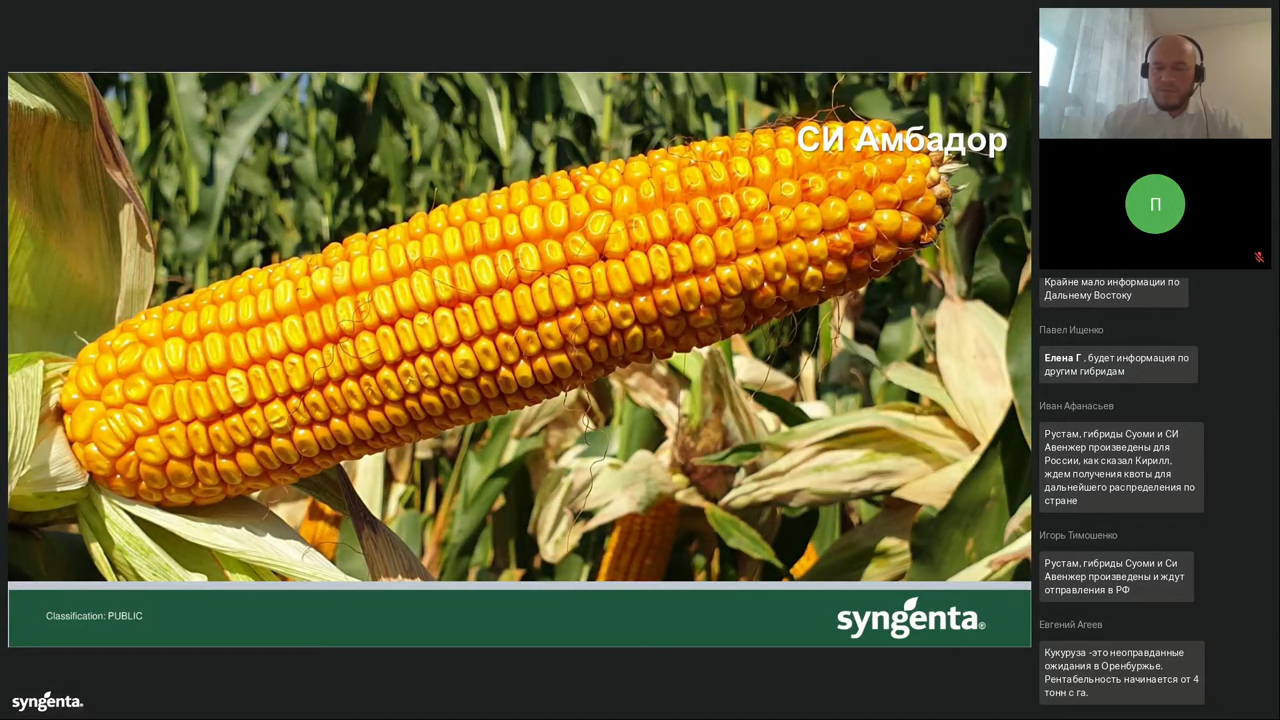 СИ Амбадор
Classification: PUBLIC
syngenta®
syngenta®
П
Крайне мало информации по
Дальнему Востоку
Павел Ищенко
Елена Г , будет информация по
другим гибридам
Иван Афанасьев
Рустам, гибриды Суоми и СИ
Авенжер произведены для
России, как сказал Кирилл,
ждем получения квоты для
дальнейшего распределения по
стране
Игорь Тимошенко
Рустам, гибриды Суоми и Си
Авенжер произведены и ждут
отправления в РФ
Евгений Агеев
Кукуруза -это неоправданные
ожидания в Оренбуржье.
Рентабельность начинается от 4
тонн с га.